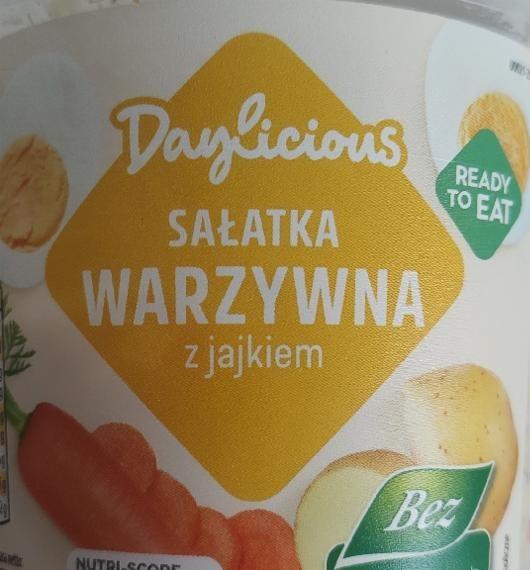 Daylicious
READY
TO EAT
SAŁATKA
WARZYWNA
z jajkiem
Bez
NUTRI-SCORE